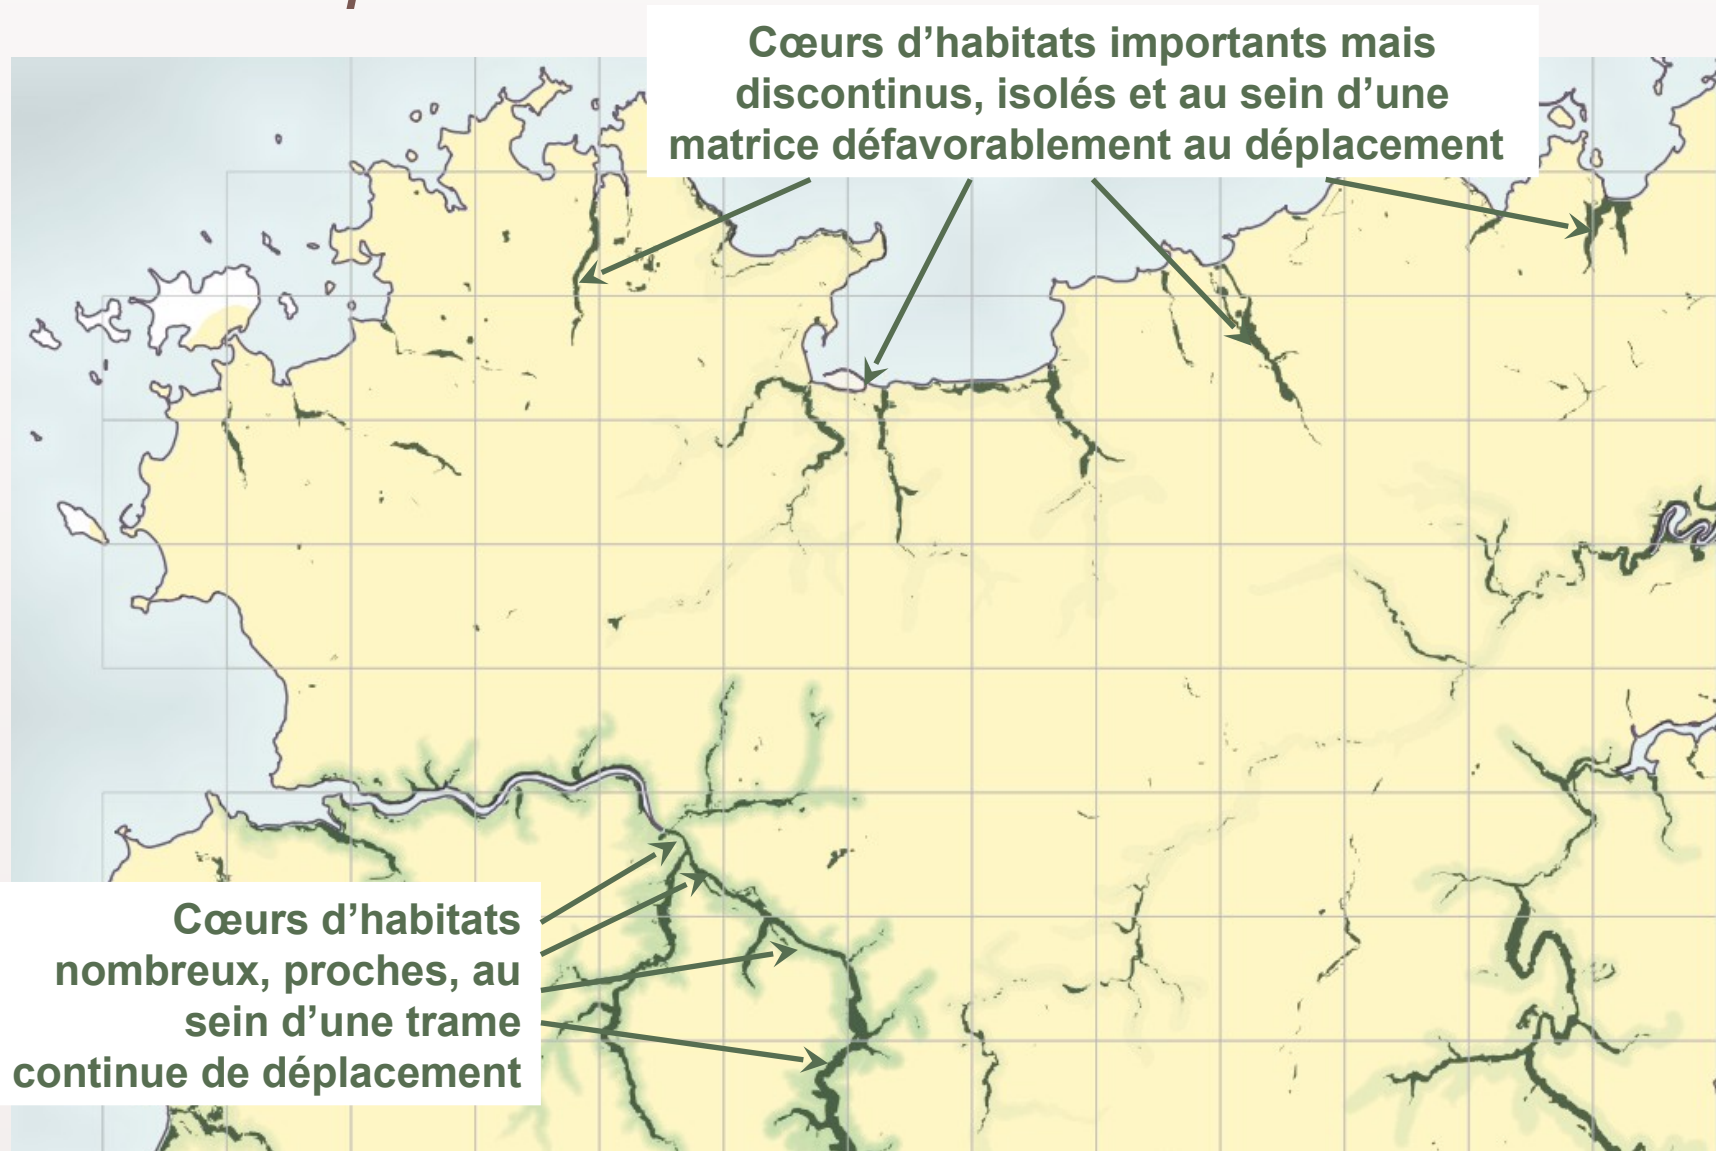 Cœurs d’habitats importants mais
discontinus, isolés et au sein d’une
matrice défavorablement au déplacement
Cœurs d’habitats
nombreux, proches, au
sein d’une trame
continue de déplacement